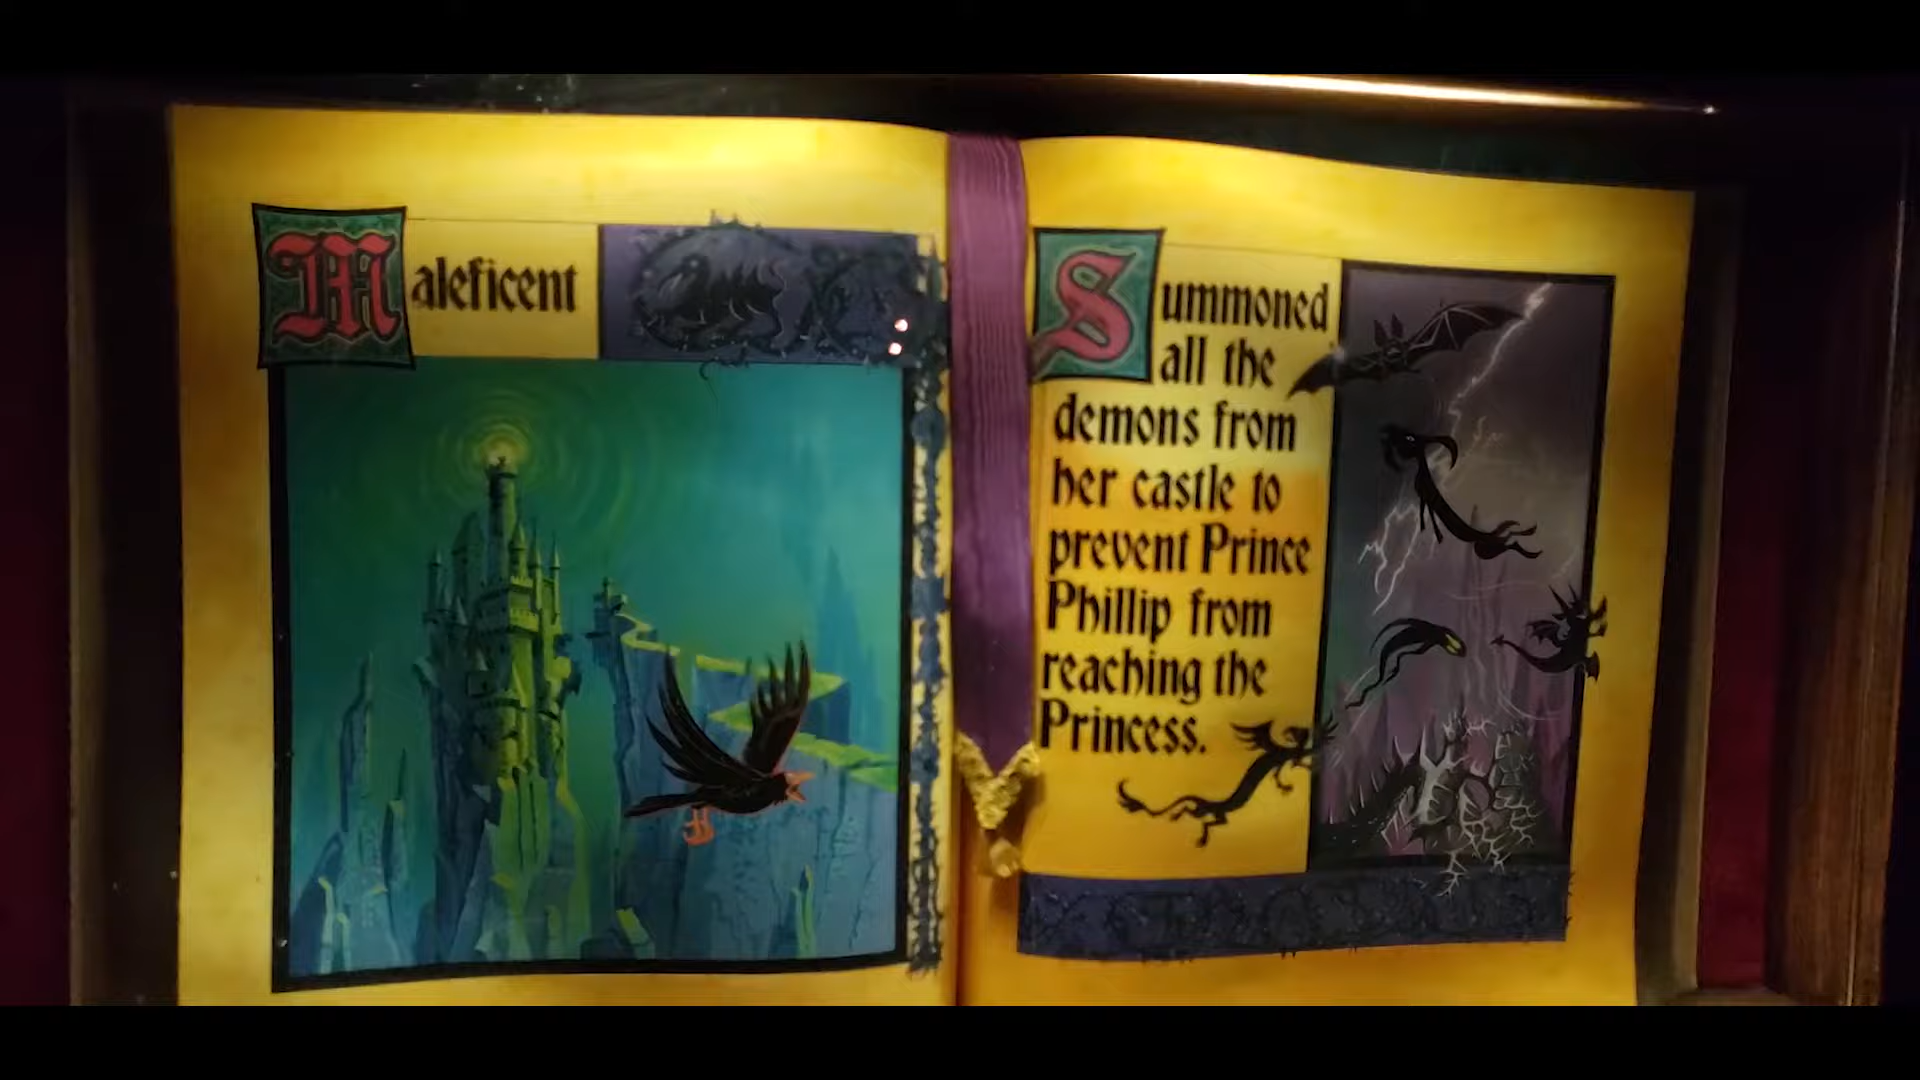 Maleficent
Summoned
all the
demons from
her castle to
prevent Prince
Phillip from
reaching the
Princess.